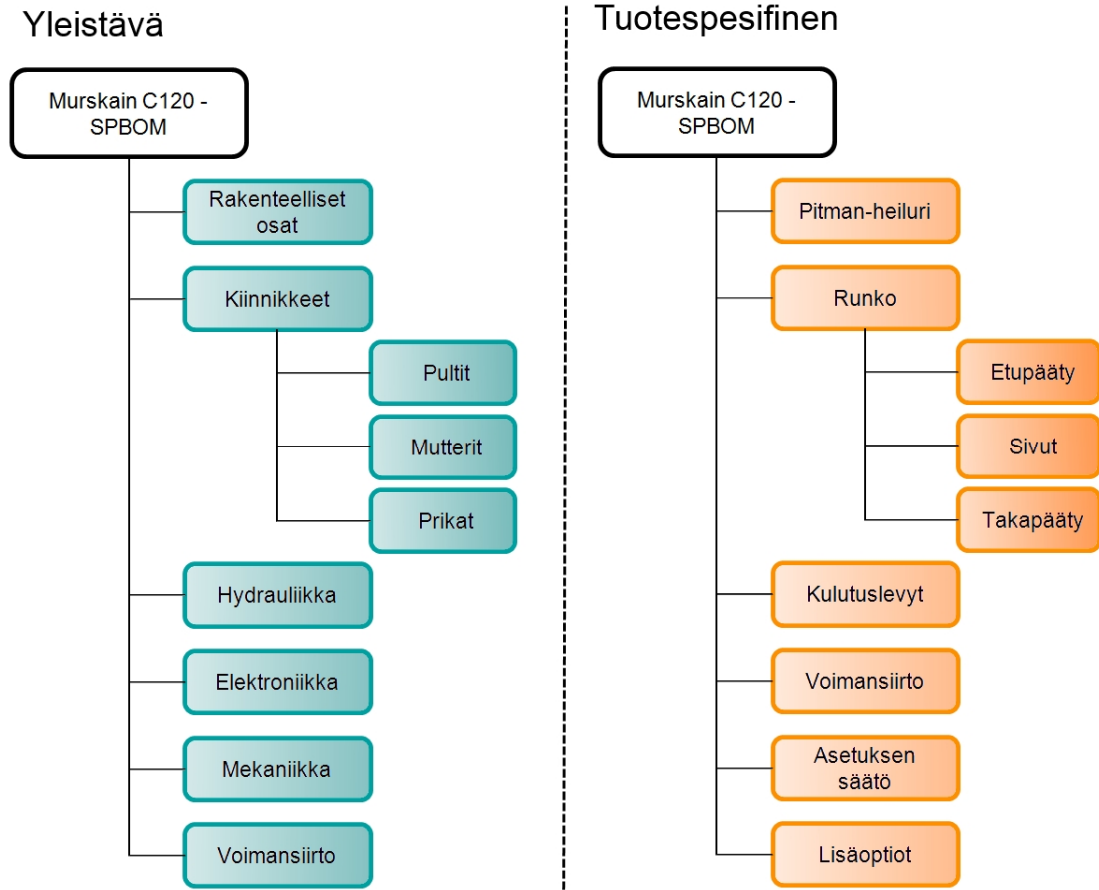 Yleistävä
Murskain C120 -
SPBOM
Rakenteelliset
osat
Kiinnikkeet
Pultit
Mutterit
Prikat
Hydrauliikka
Elektroniikka
Mekaniikka
Voimansiirto
Tuotespesifinen
Murskain C120 -
SPBOM
Pitman-heiluri
Runko
Etupääty
Sivut
Takapääty
Kulutuslevyt
Voimansiirto
Asetuksen
säätö
Lisäoptiot